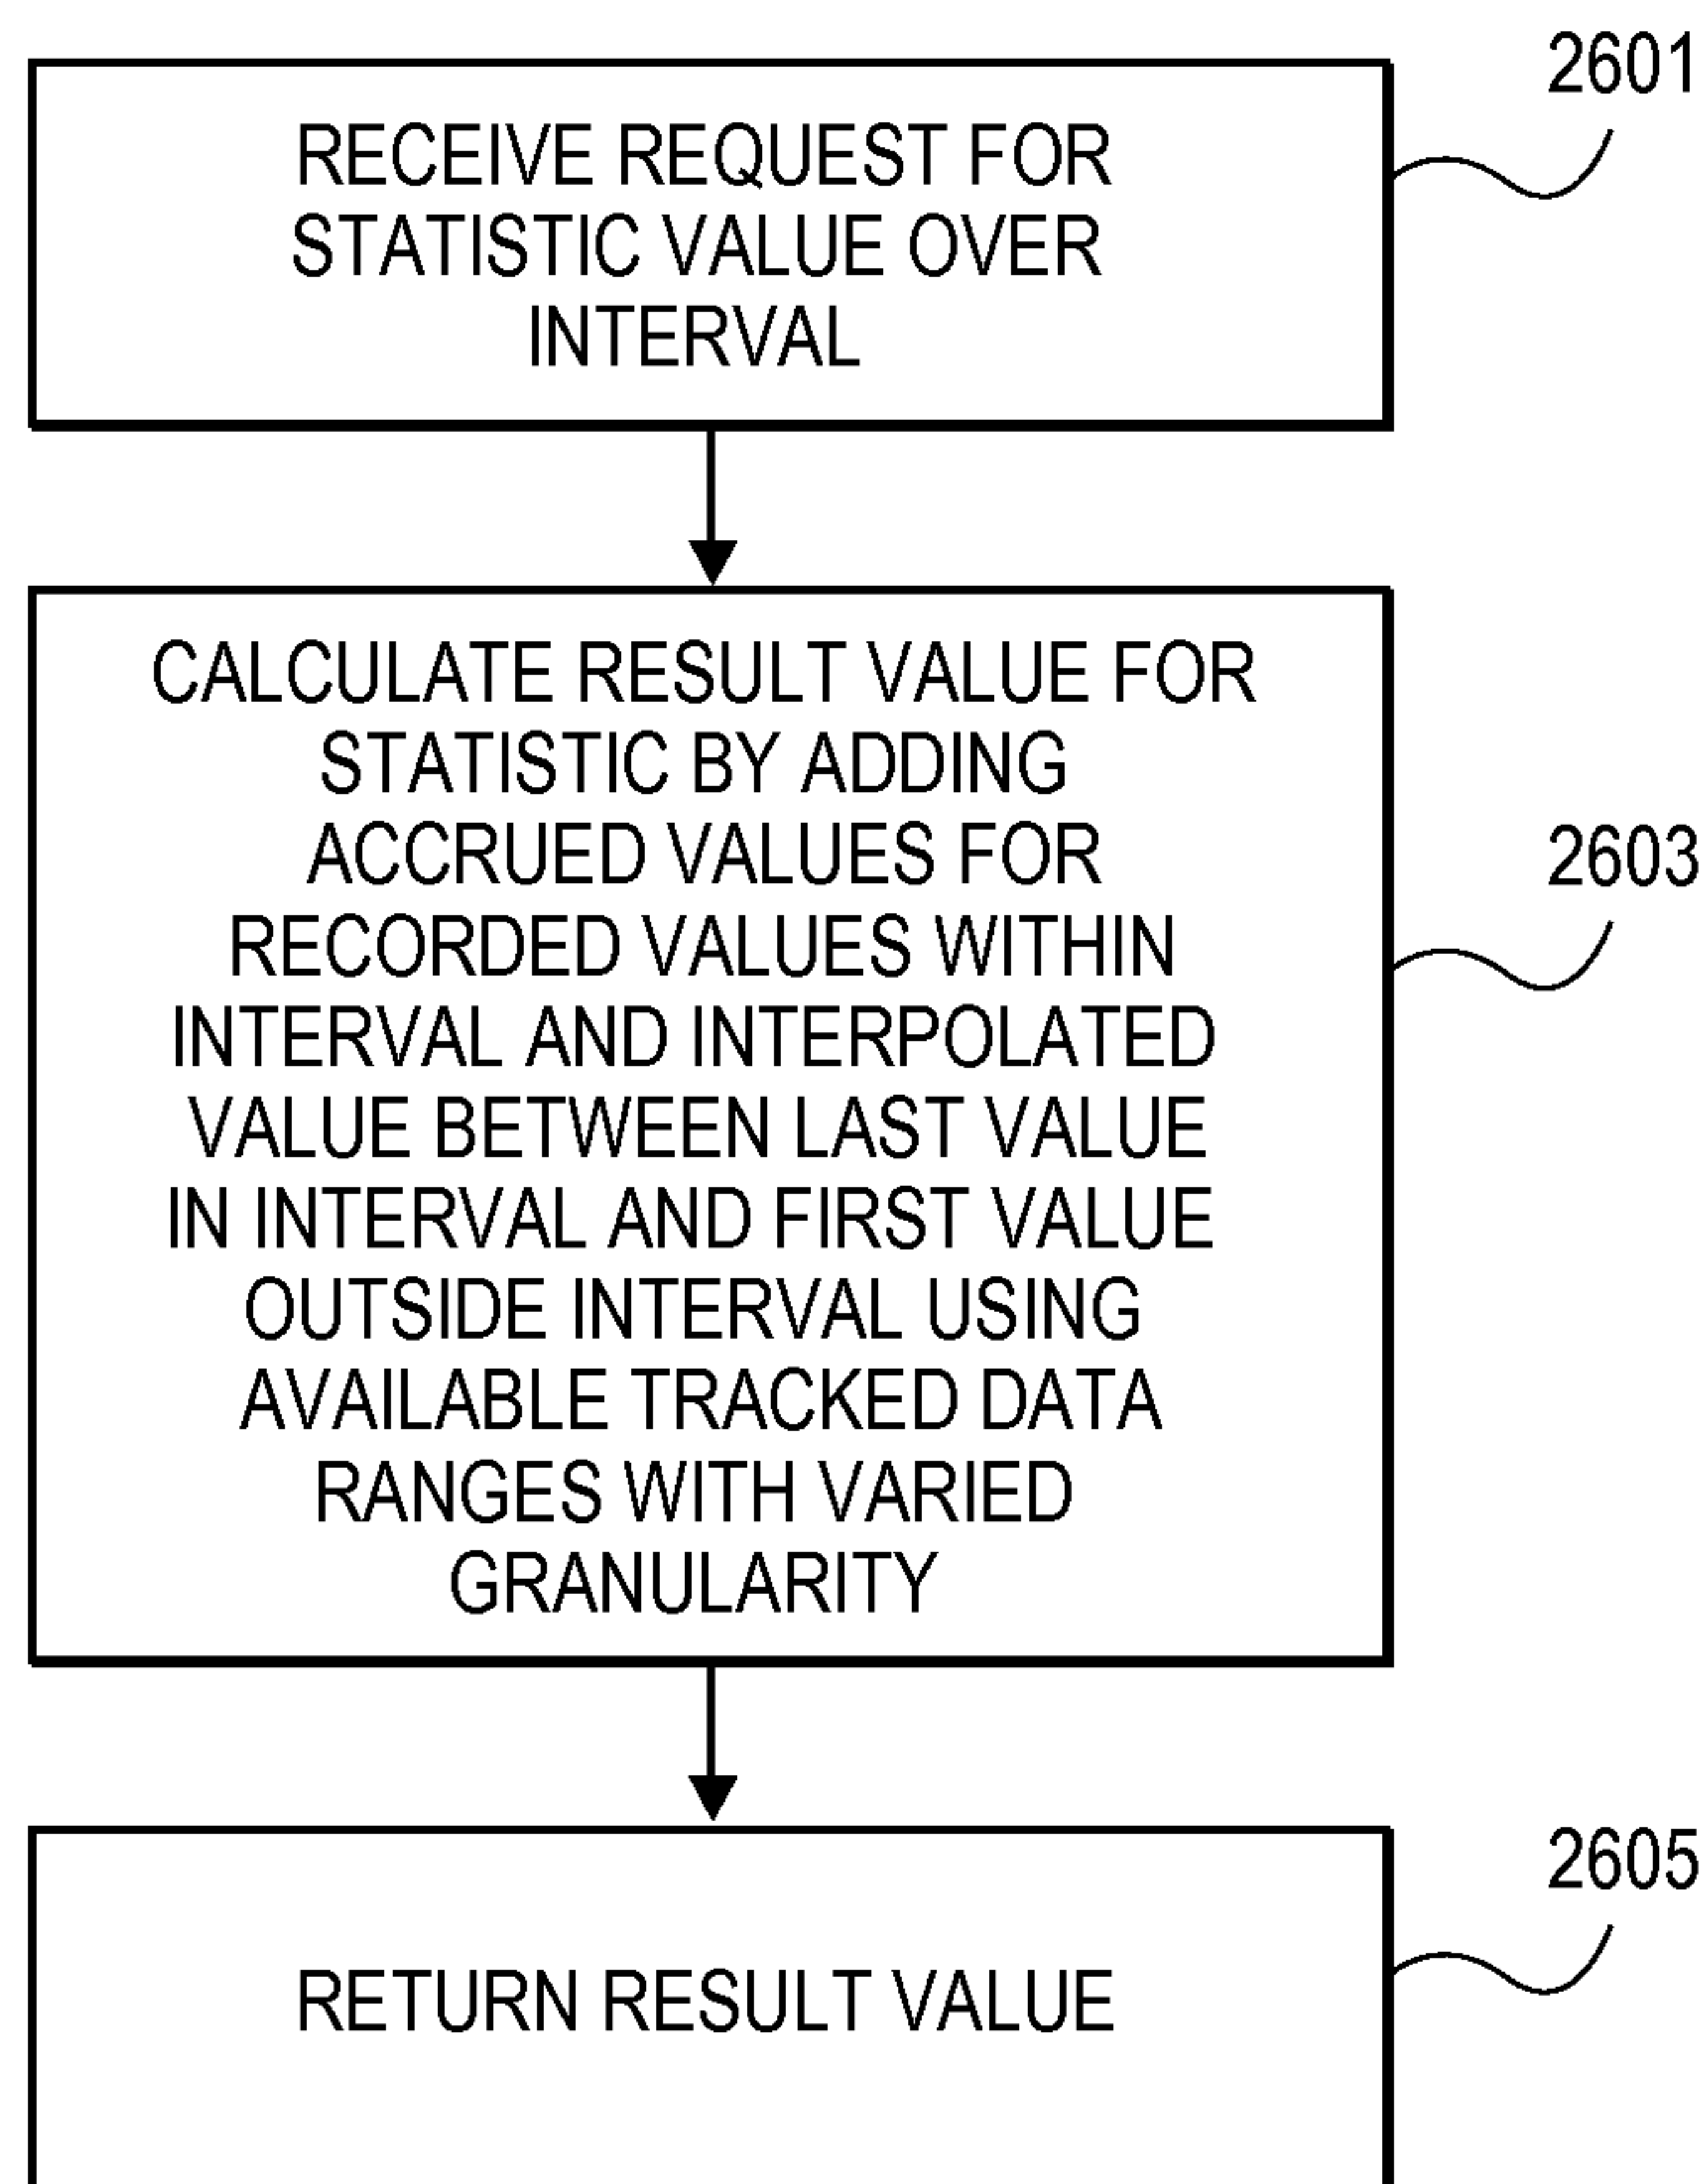 2601
RECEIVE REQUEST FOR
STATISTIC VALUE OVER
INTERVAL
CALCULATE RESULT VALUE FOR
STATISTIC BY ADDING
ACCRUED VALUES FOR
RECORDED VALUES WITHIN
INTERVAL AND INTERPOLATED
VALUE BETWEEN LAST VALUE
IN INTERVAL AND FIRST VALUE
OUTSIDE INTERVAL USING
AVAILABLE TRACKED DATA
RANGES WITH VARIED
GRANULARITY
2603
2605
RETURN RESULT VALUE